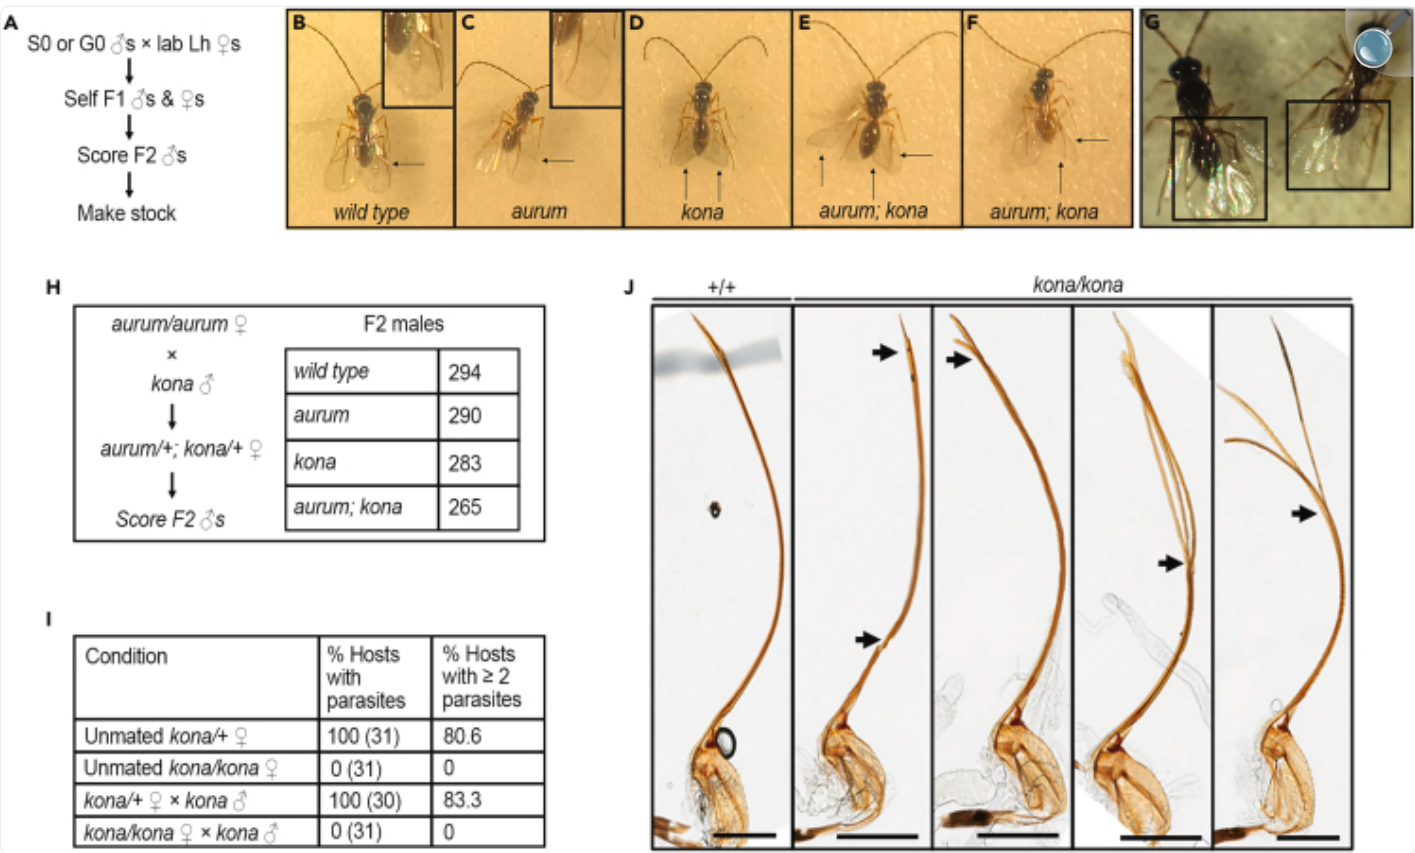 A
S0 or G0 ♂s × lab Lh ♀s
Self F1 ♂s & ♀s
Score F2 ♂s
Make stock
B
wild type
C
aurum
D
kona
E
aurum; kona
F
aurum; kona
G
H
aurum/aurum ♀
×
kona ♂
aurum/+; kona/+ ♀
Score F2 ♂s
F2 males
wild type 294
aurum 290
kona 283
aurum; kona 265
I
Condition
% Hosts
with
parasites
% Hosts
with ≥ 2
parasites
Unmated kona/+ ♀ 100 (31) 80.6
Unmated kona/kona ♀ 0 (31) 0
kona/+ ♀ × kona ♂ 100 (30) 83.3
kona/kona ♀ × kona ♂ 0 (31) 0
J
+/+
kona/kona